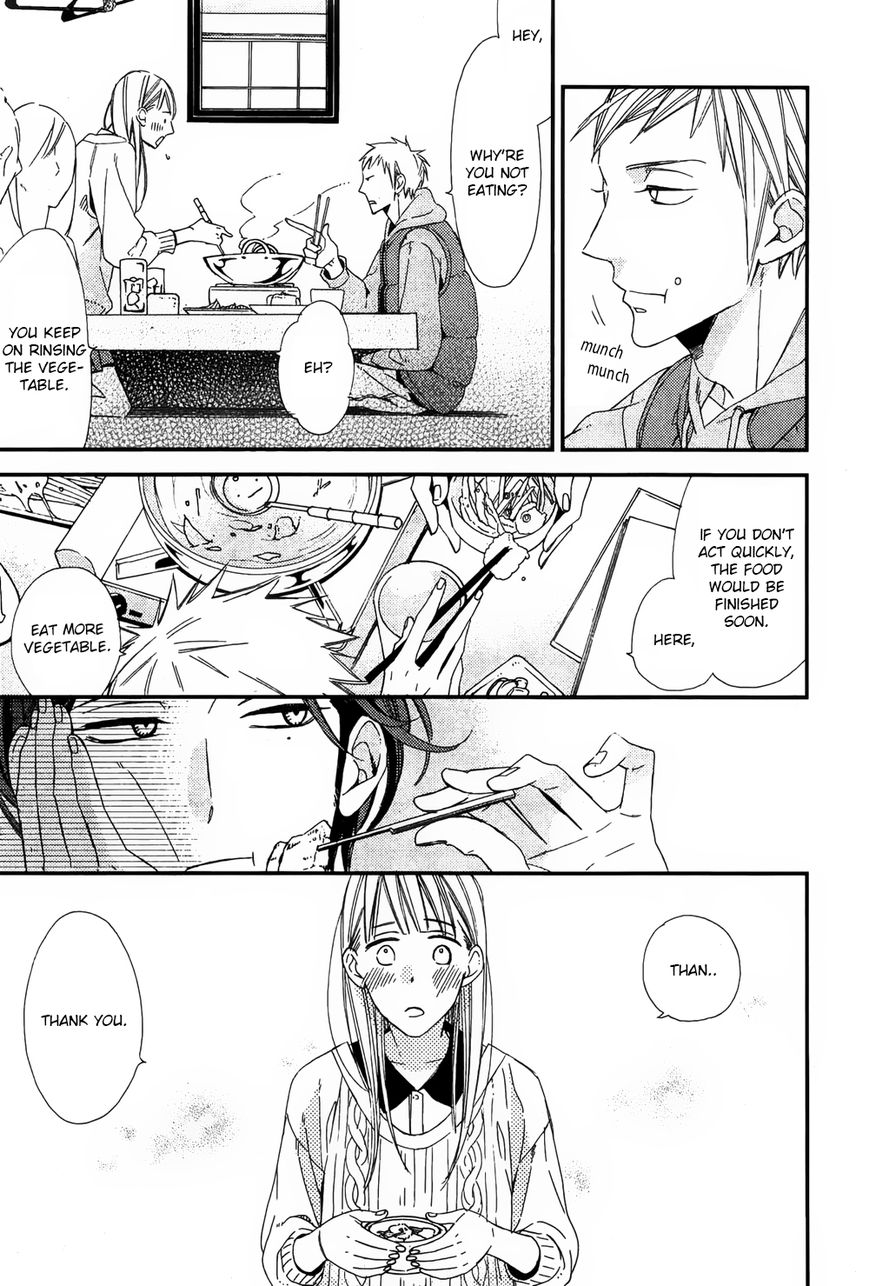 munch
munch
HEY,
WHY'RE
YOU NOT
EATING?
EH?
YOU KEEP
ON RINSING
THE VEGE-
TABLE.
IF YOU DON'T
ACT QUICKLY,
THE FOOD
WOULD BE
FINISHED
SOON.
HERE,
EAT MORE
VEGETABLE.
THAN..
THANK YOU.